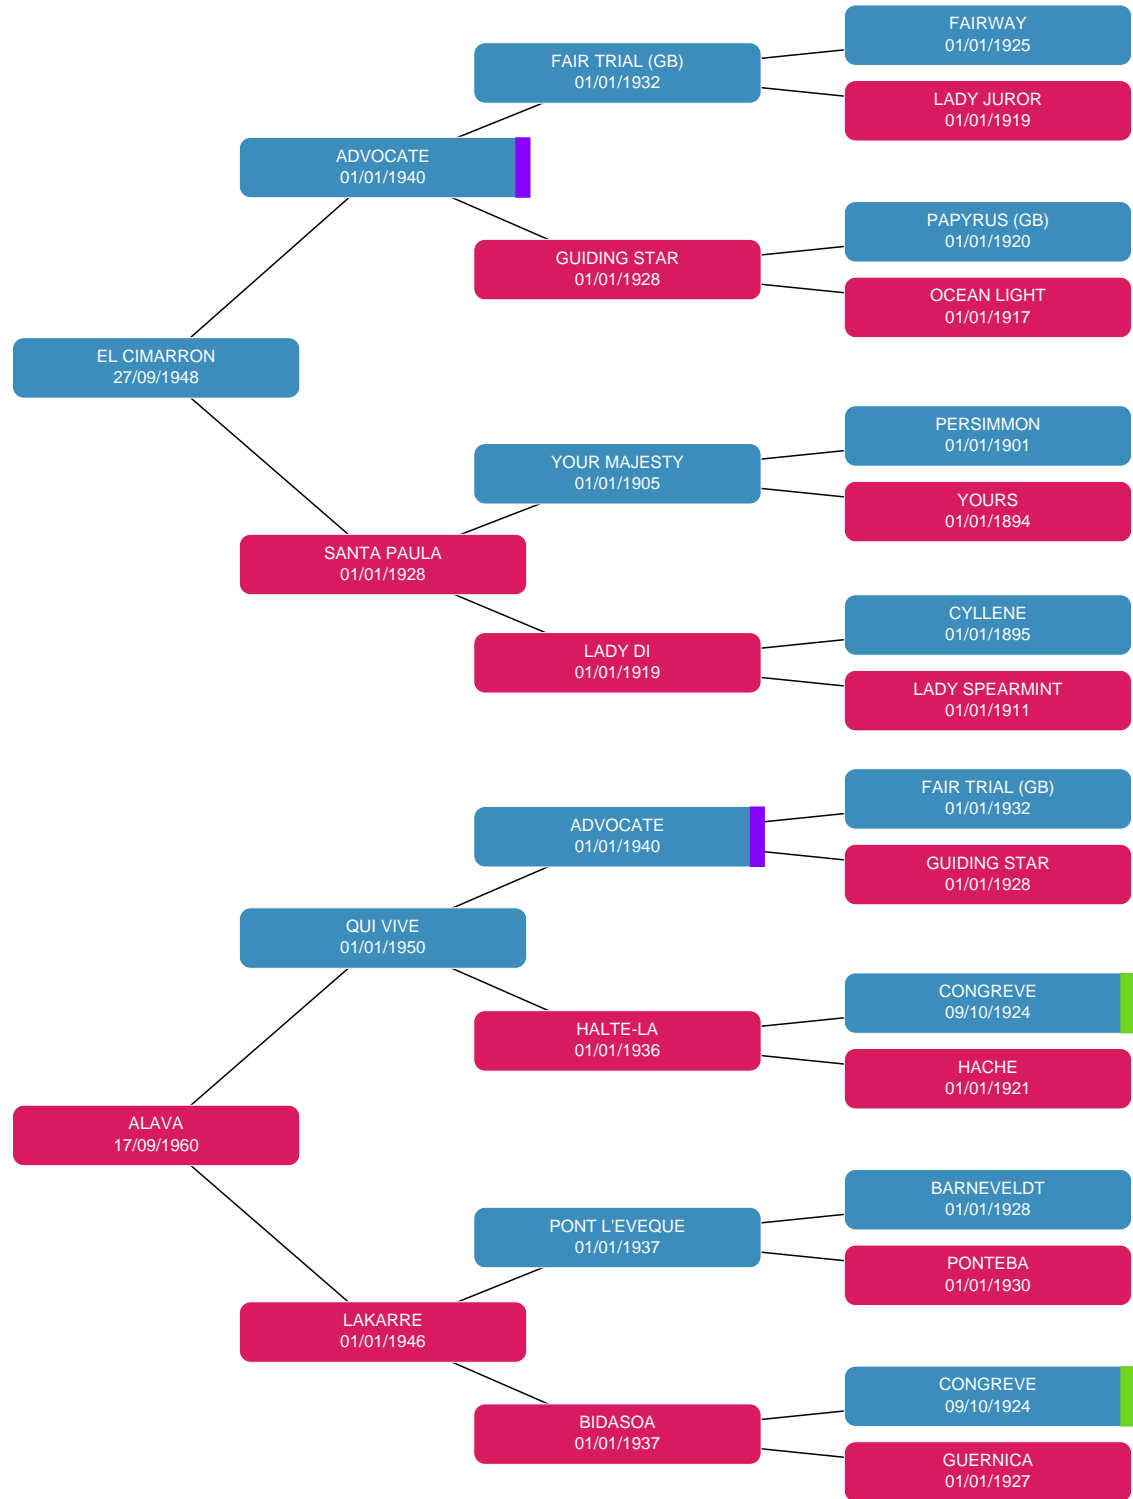 FAIRWAY
01/01/1925
FAIR TRIAL (GB)
01/01/1932
LADY JUROR
01/01/1919
ADVOCATE
01/01/1940
PAPYRUS (GB)
01/01/1920
GUIDING STAR
01/01/1928
OCEAN LIGHT
01/01/1917
EL CIMARRON
27/09/1948
PERSIMMON
01/01/1901
YOUR MAJESTY
01/01/1905
YOURS
01/01/1894
SANTA PAULA
01/01/1928
CYLLENE
01/01/1895
LADY DI
01/01/1919
LADY SPEARMINT
01/01/1911
FAIR TRIAL (GB)
01/01/1932
ADVOCATE
01/01/1940
GUIDING STAR
01/01/1928
QUI VIVE
01/01/1950
CONGREVE
09/10/1924
HALTE-LA
01/01/1936
HACHE
01/01/1921
ALAVA
17/09/1960
BARNEVELDT
01/01/1928
PONT L'EVEQUE
01/01/1937
PONTEBA
01/01/1930
LAKARRE
01/01/1946
CONGREVE
09/10/1924
BIDASOA
01/01/1937
GUERNICA
01/01/1927